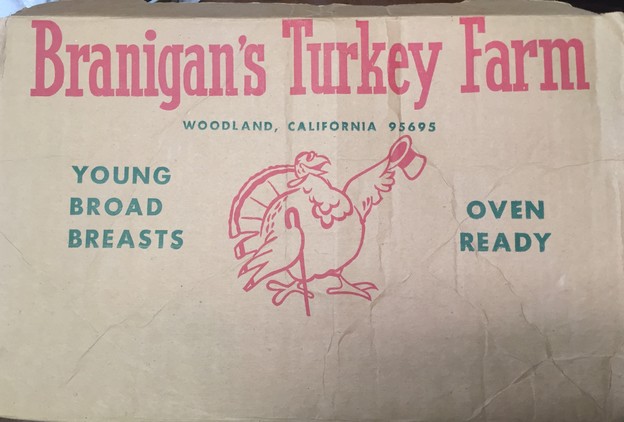 Branigan's Turkey Farm
WOODLAND, CALIFORNIA 95695
YOUNG
BROAD
BREASTS
OVEN
READY